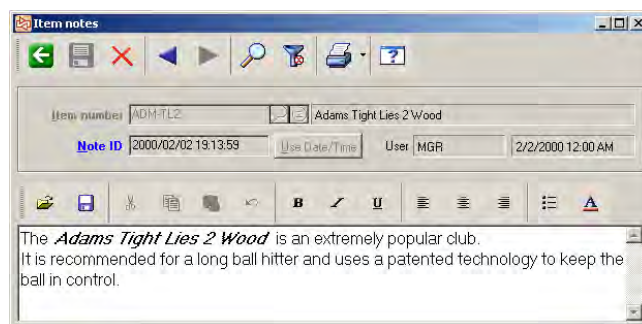 Item notes
Item number ADM-TL2 Adams Tight Lies 2 Wood
Note ID 2000/02/02 19:13:59 Use Date/Time User MGR 2/2/2000 12:00 AM
B I U A
The Adams Tight Lies 2 Wood is an extremely popular club.
It is recommended for a long ball hitter and uses a patented technology to keep the
ball in control.